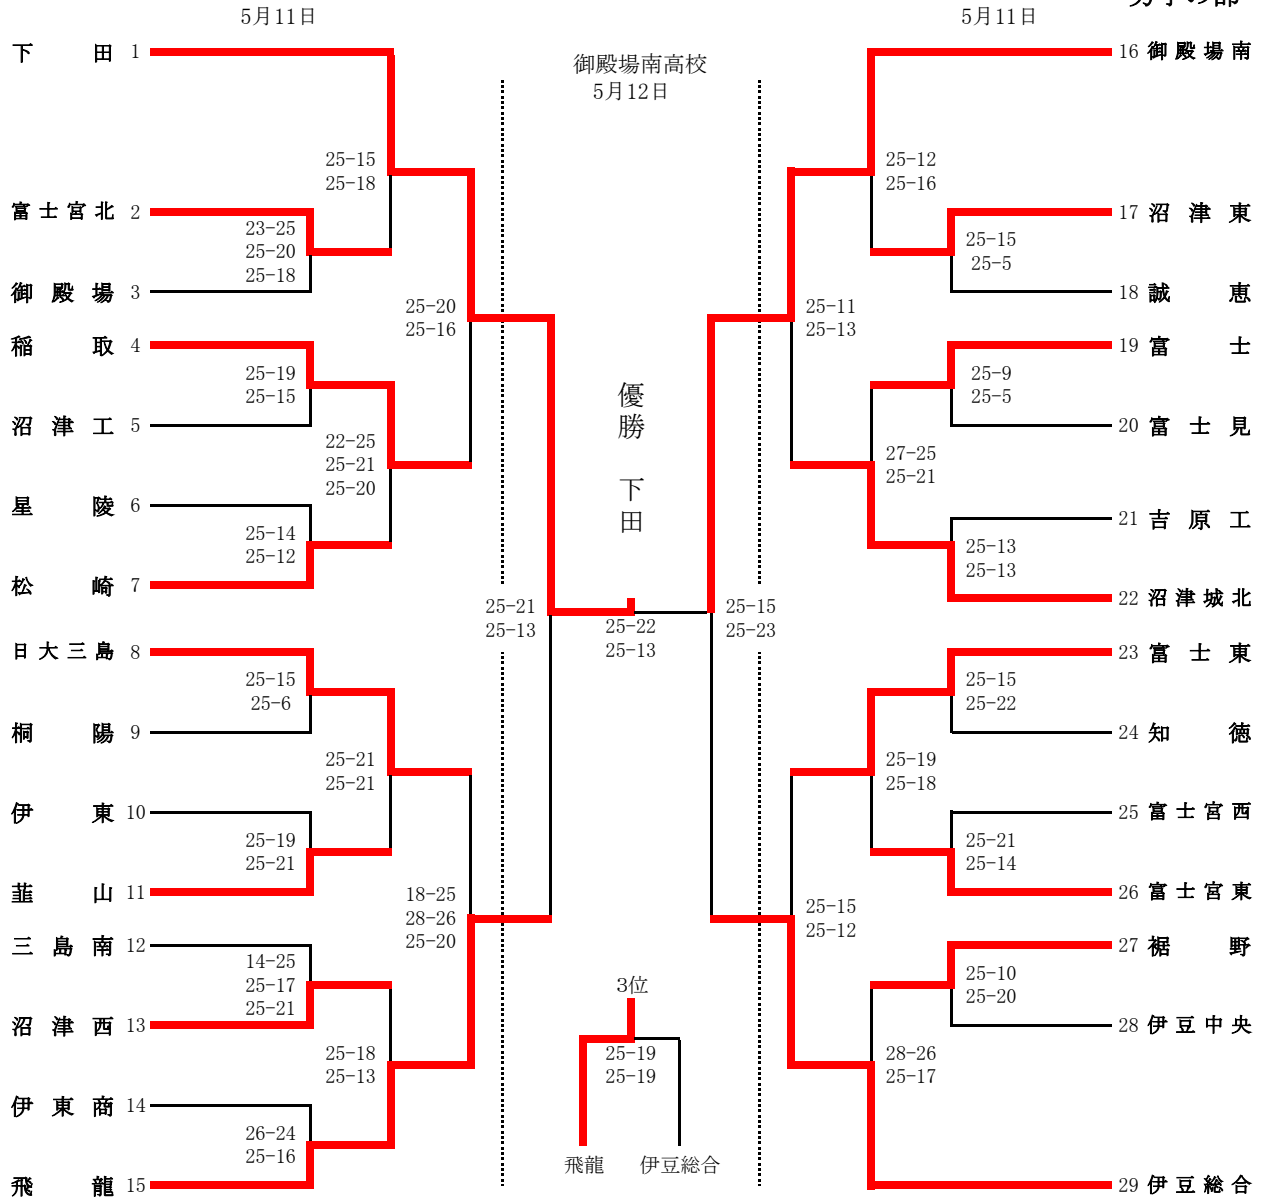 5月11日
5月11日
御殿場南高校
5月12日
下田 1
25-15
25-18
富士宮北 2
23-25
25-20
25-18
御殿場 3
25-20
25-16
稲取 4
25-19
25-15
沼津工 5
22-25
25-21
25-20
星陵 6
25-14
25-12
松崎 7
25-21
25-13
日大三島 8
25-15
25-6
桐陽 9
25-21
25-21
伊東 10
25-19
25-21
韮山 11
18-25
28-26
25-20
三島南 12
14-25
25-17
25-21
沼津西 13
25-18
25-13
伊東商 14
26-24
25-16
飛龍 15
優勝 下田
25-22
25-13
3位
25-19
25-19
飛龍 伊豆総合
16 御殿場南
25-12
25-16
17 沼津東
25-15
25-5
18 誠恵
25-11
25-13
19 富士
25-9
25-5
20 富士見
27-25
25-21
21 吉原工
25-13
25-13
22 沼津城北
25-15
25-23
23 富士東
25-15
25-22
24 知徳
25-19
25-18
25 富士宮西
25-21
25-14
26 富士宮東
25-15
25-12
27 裾野
25-10
25-20
28 伊豆中央
28-26
25-17
29 伊豆総合